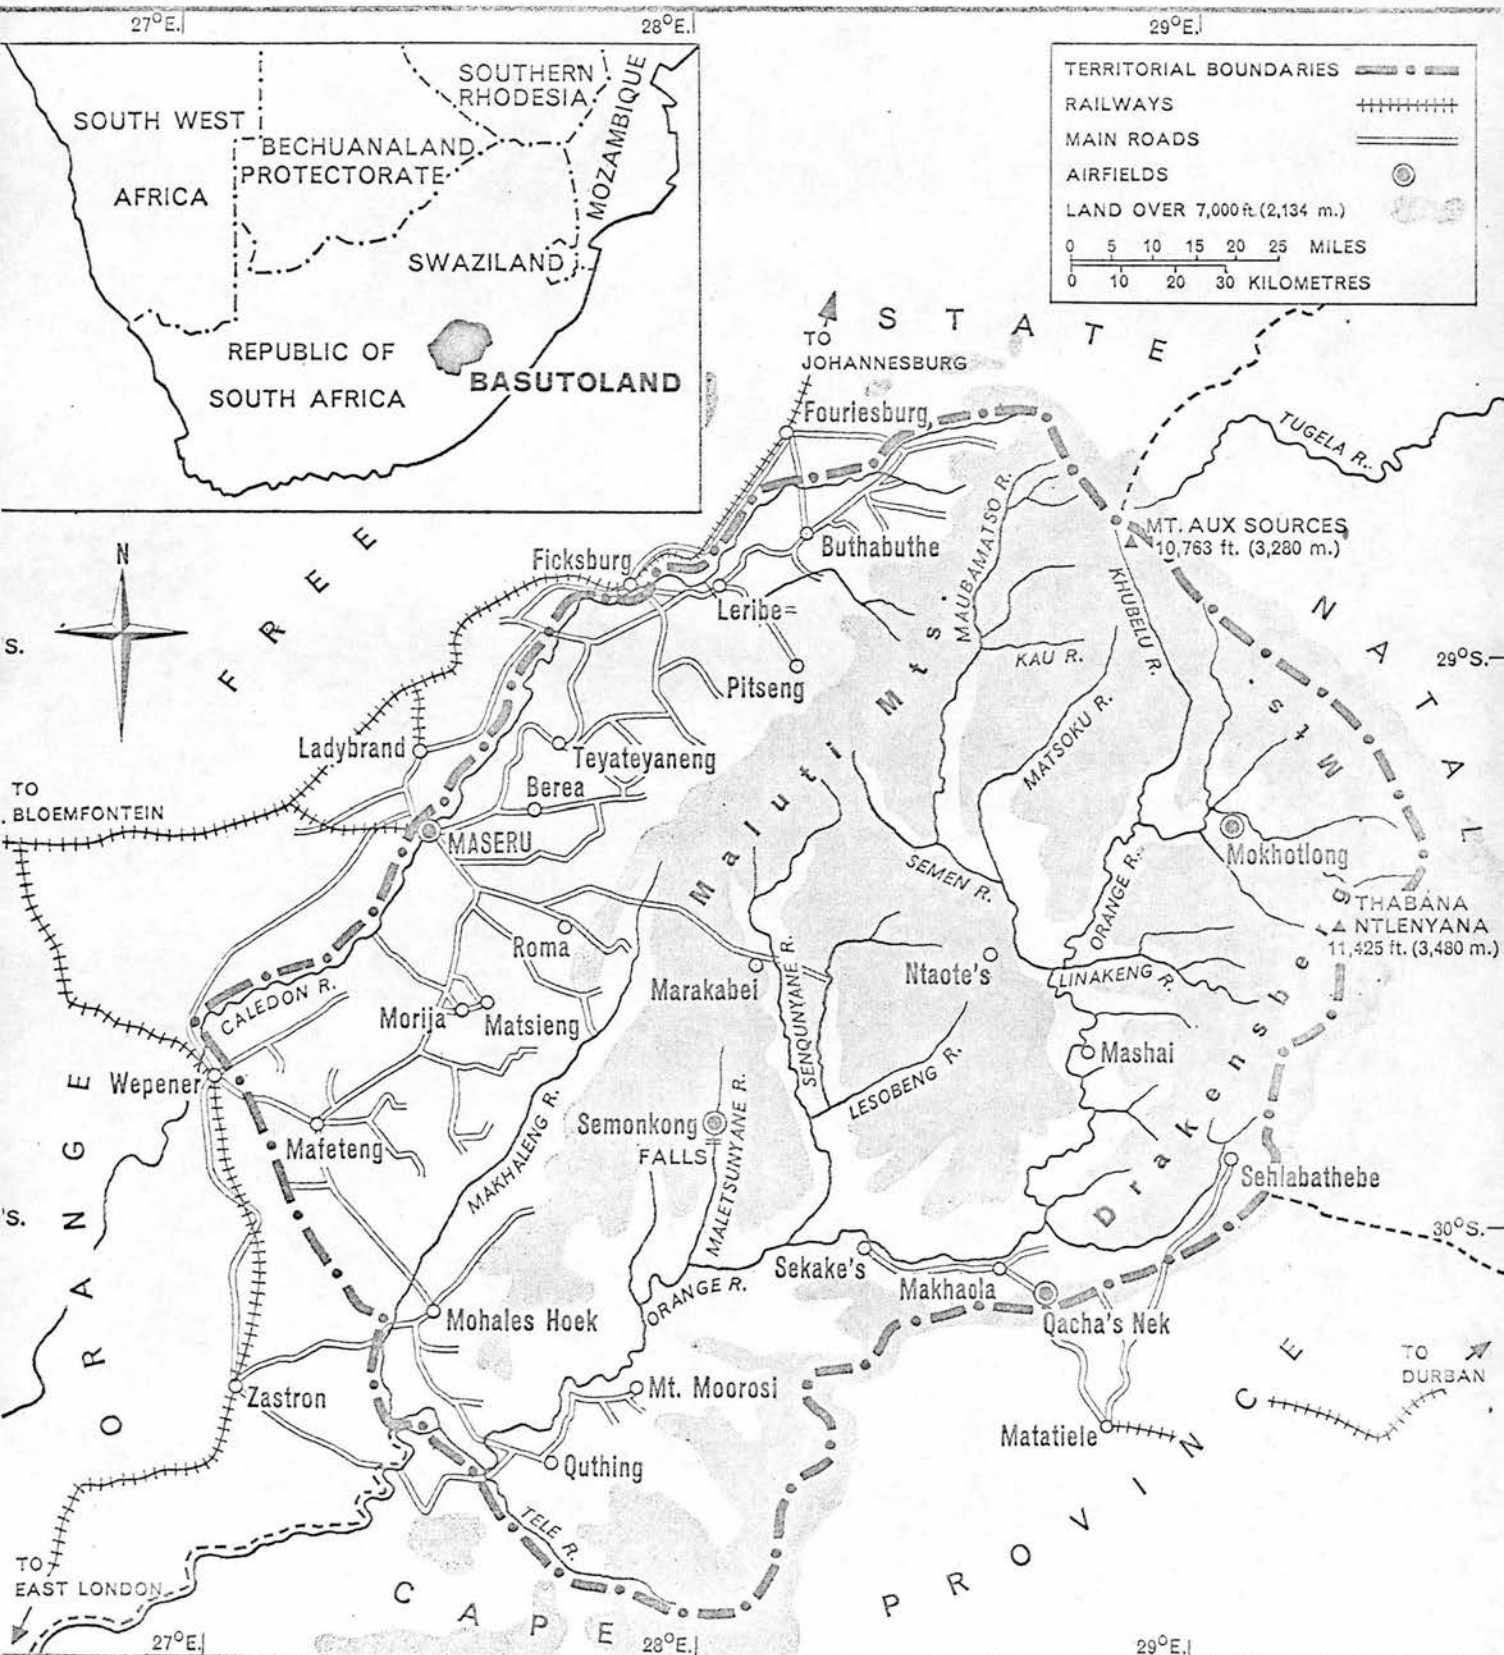 27°E.
28°E.
29°E.
SOUTH WEST
AFRICA
BECHUANALAND
PROTECTORATE
SOUTHERN
RHODESIA
MOZAMBIQUE
SWAZILAND
REPUBLIC OF
SOUTH AFRICA
BASUTOLAND
TERRITORIAL BOUNDARIES
RAILWAYS
MAIN ROADS
AIRFIELDS
LAND OVER 7,000 ft. (2,134 m.)
0 5 10 15 20 25 MILES
0 10 20 30 KILOMETRES
N
ORANGE FREE STATE
TO
JOHANNESBURG
Fouriesburg
TUGELA R.
MT. AUX SOURCES
10,763 ft. (3,280 m.)
Ficksburg
Buthabuthe
Leribe=
MAUBAMATSO R.
KHUBELU R.
NATAL
S.
29°S.
KAU R.
Pitseng
Maluti Mts.
MATSOKU R.
Ladybrand
Teyateyaneng
Berea
TO
BLOEMFONTEIN
MASERU
SEMEN R.
ORANGE R.
Mokhotlong
THABANA
NTLENYANA
11,425 ft. (3,480 m.)
Drakensberg Mts.
Roma
Marakabei
SENQUNYANE R.
Ntaote's
LINAKENG R.
CALEDON R.
Morija
Matsieng
Mashai
Wepener
LESOBENG R.
Mafeteng
MAKHALENG R.
Semonkong
FALLS
MALETSUNYANE R.
Sehlabathebe
'S.
30°S.
Sekake's
Makhaola
ORANGE R.
Qacha's Nek
Mohales Hoek
TO
DURBAN
Zastron
Mt. Moorosi
Matatiele
Quthing
TELE R.
TO
EAST LONDON
CAPE PROVINCE
27°E.
28°E.
29°E.